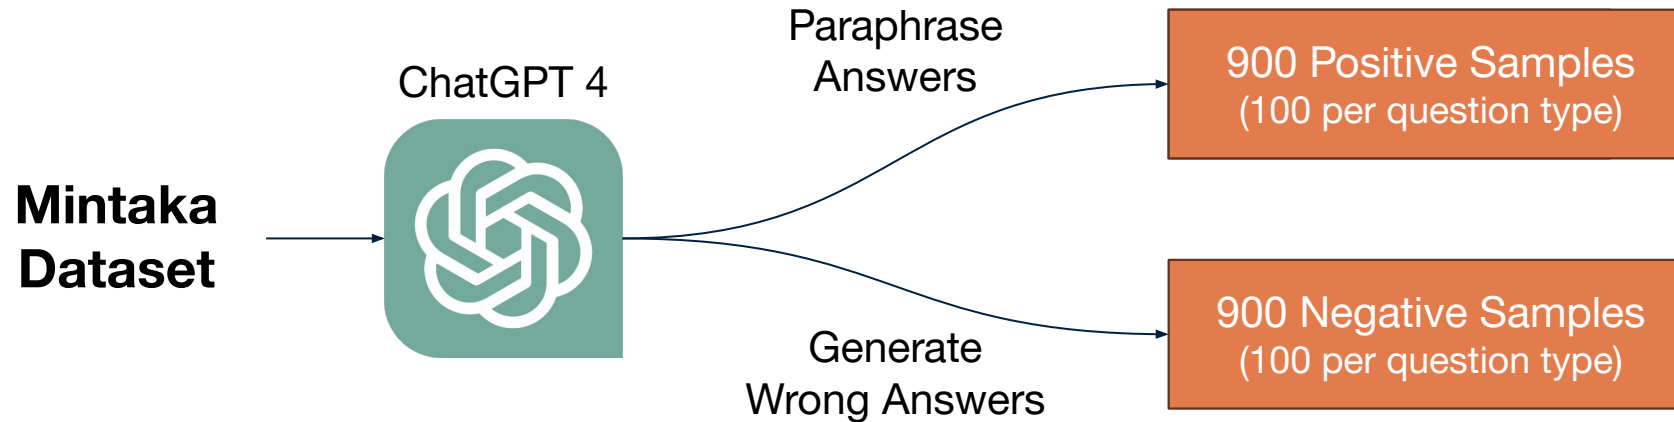 Mintaka
Dataset
ChatGPT 4
Paraphrase
Answers
900 Positive Samples
(100 per question type)
Generate
Wrong Answers
900 Negative Samples
(100 per question type)